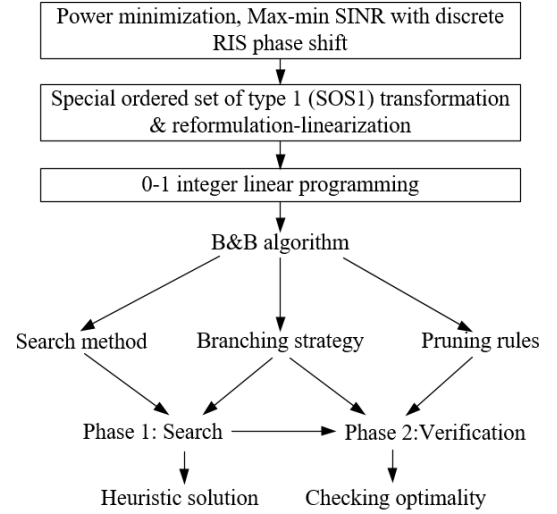 Power minimization, Max-min SINR with discrete
RIS phase shift
Special ordered set of type 1 (SOS1) transformation
& reformulation-linearization
0-1 integer linear programming
B&B algorithm
Search method
Branching strategy
Pruning rules
Phase 1: Search
Phase 2:Verification
Heuristic solution
Checking optimality